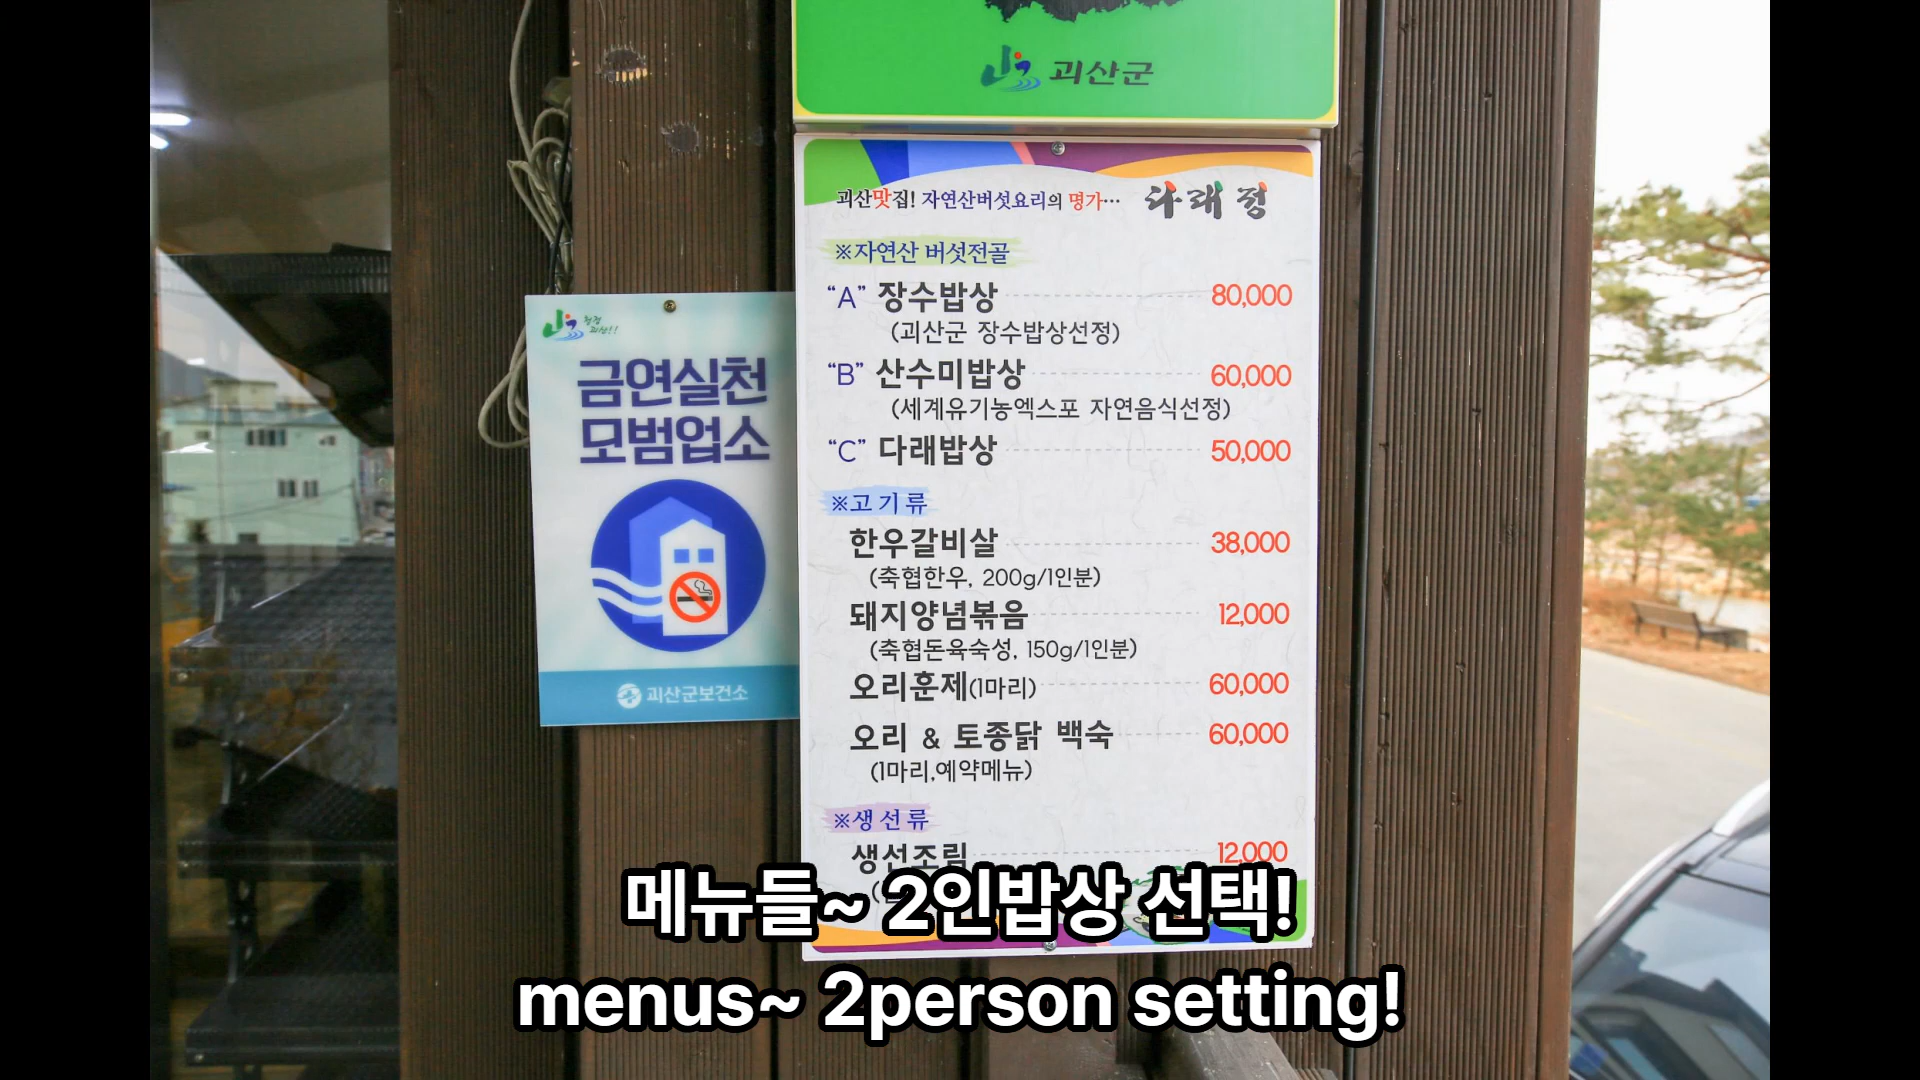 괴산군
괴산맛집! 자연산버섯요리의 명가... 다래정
※자연산 버섯전골
“A” 장수밥상 80,000
(괴산군 장수밥상선정)
“B” 산수미밥상 60,000
(세계유기농엑스포 자연음식선정)
“C” 다래밥상 50,000
※고기류
한우갈비살 38,000
(축협한우, 200g/1인분)
돼지양념볶음 12,000
(축협돈육숙성, 150g/1인분)
오리훈제(1마리) 60,000
오리 & 토종닭 백숙 60,000
(1마리,예약메뉴)
※생선류
생선조림 12,000
청정 괴산!!
금연실천
모범업소
괴산군보건소
메뉴들~ 2인밥상 선택!
menus~ 2person setting!